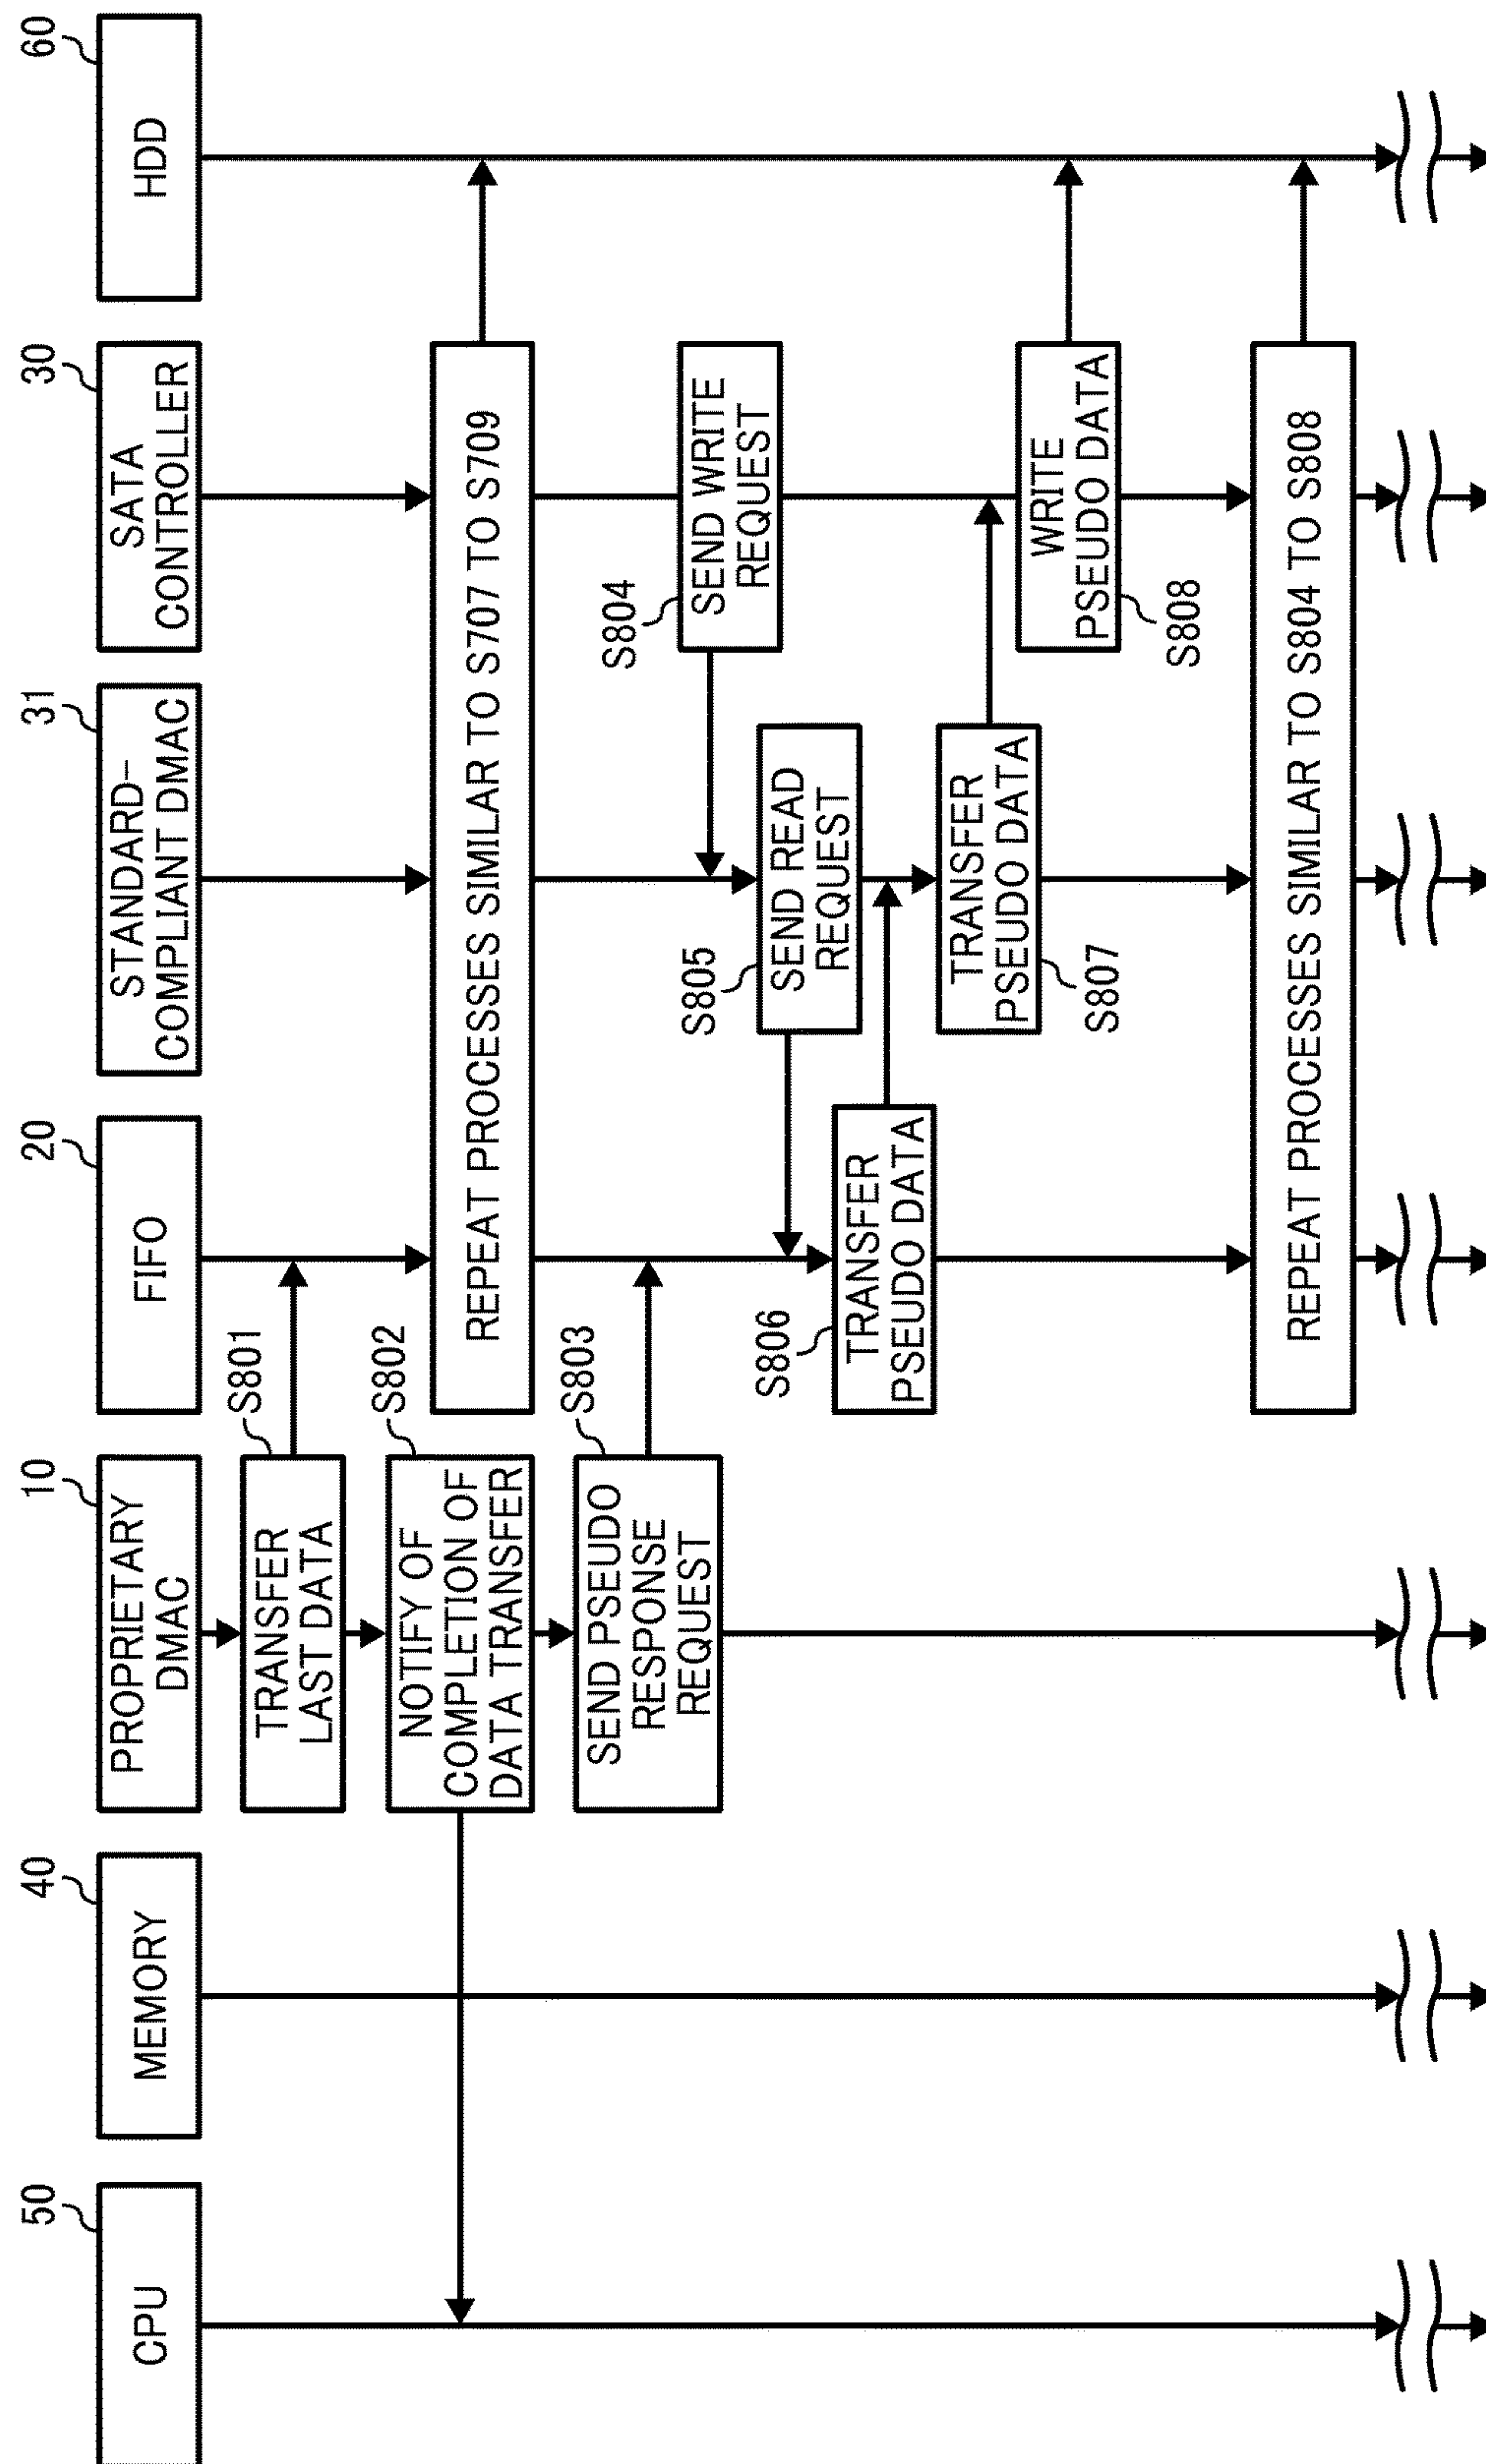 50
CPU
40
MEMORY
10
PROPRIETARY
DMAC
20
FIFO
31
STANDARD-
COMPLIANT DMAC
30
SATA
CONTROLLER
60
HDD
S801
TRANSFER
LAST DATA
S802
NOTIFY OF
COMPLETION OF
DATA TRANSFER
REPEAT PROCESSES SIMILAR TO S707 TO S709
S803
SEND PSEUDO
RESPONSE
REQUEST
S804
SEND WRITE
REQUEST
S805
SEND READ
REQUEST
S806
TRANSFER
PSEUDO DATA
TRANSFER
PSEUDO DATA
S807
WRITE
PSEUDO DATA
S808
REPEAT PROCESSES SIMILAR TO S804 TO S808